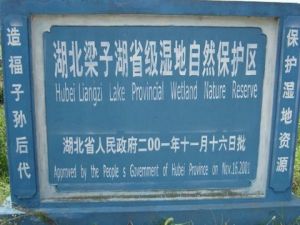 湖北梁子湖省级湿地自然保护区
Hubei Liangzi Lake Provincial Wetland Nature Reserve
湖北省人民政府二00一年十一月十六日批
Approved by the People s Government of Hubei Province on Nov.16.2001
造福子孙后代
保护湿地资源